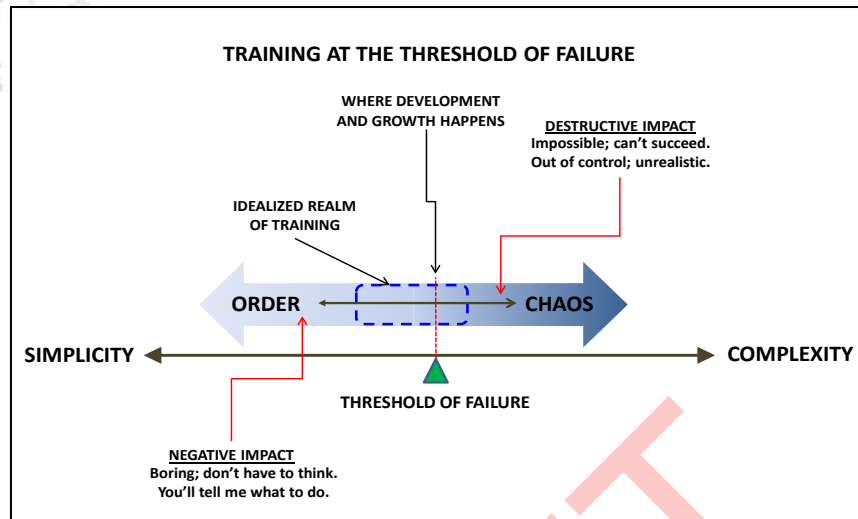 TRAINING AT THE THRESHOLD OF FAILURE
WHERE DEVELOPMENT
AND GROWTH HAPPENS
DESTRUCTIVE IMPACT
Impossible; can't succeed.
Out of control; unrealistic.
IDEALIZED REALM
OF TRAINING
ORDER
CHAOS
SIMPLICITY
COMPLEXITY
THRESHOLD OF FAILURE
NEGATIVE IMPACT
Boring; don't have to think.
You'll tell me what to do.